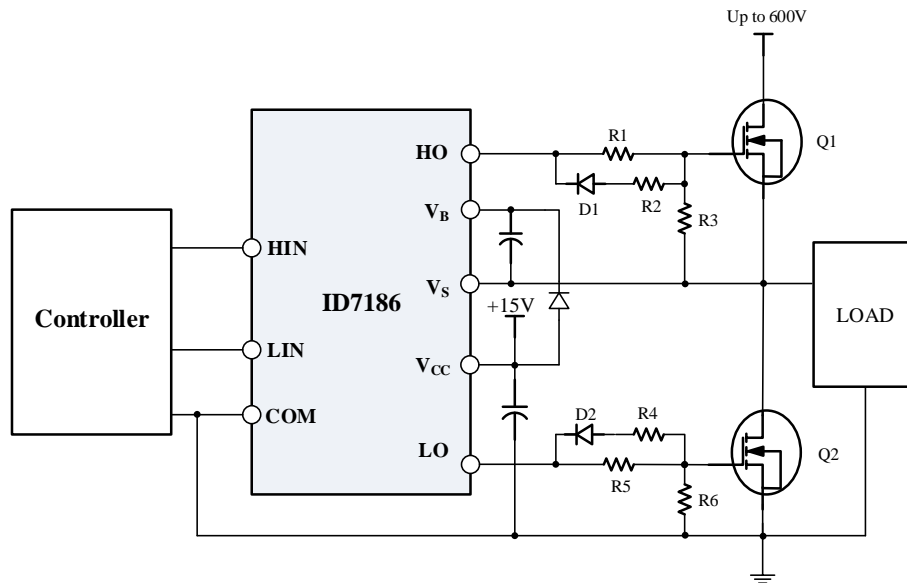 Up to 600V
HO
R1
Q1
D1
R2
R3
VB
HIN
VS
Controller
ID7186
+15V
LOAD
LIN
VCC
COM
D2
R4
LO
R5
Q2
R6